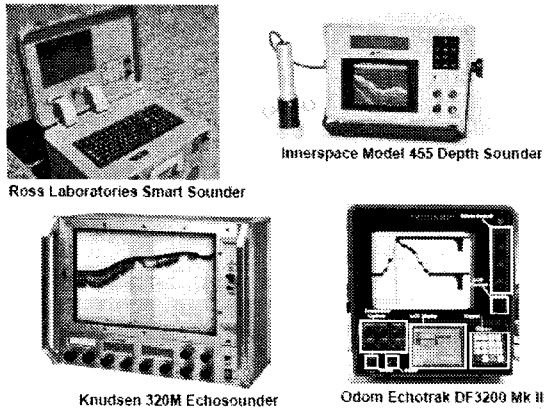 Innerspace Model 455 Depth Sounder
Ross Laboratories Smart Sounder
Knudsen 320M Echosounder
Odom Echotrak DF3200 Mk II